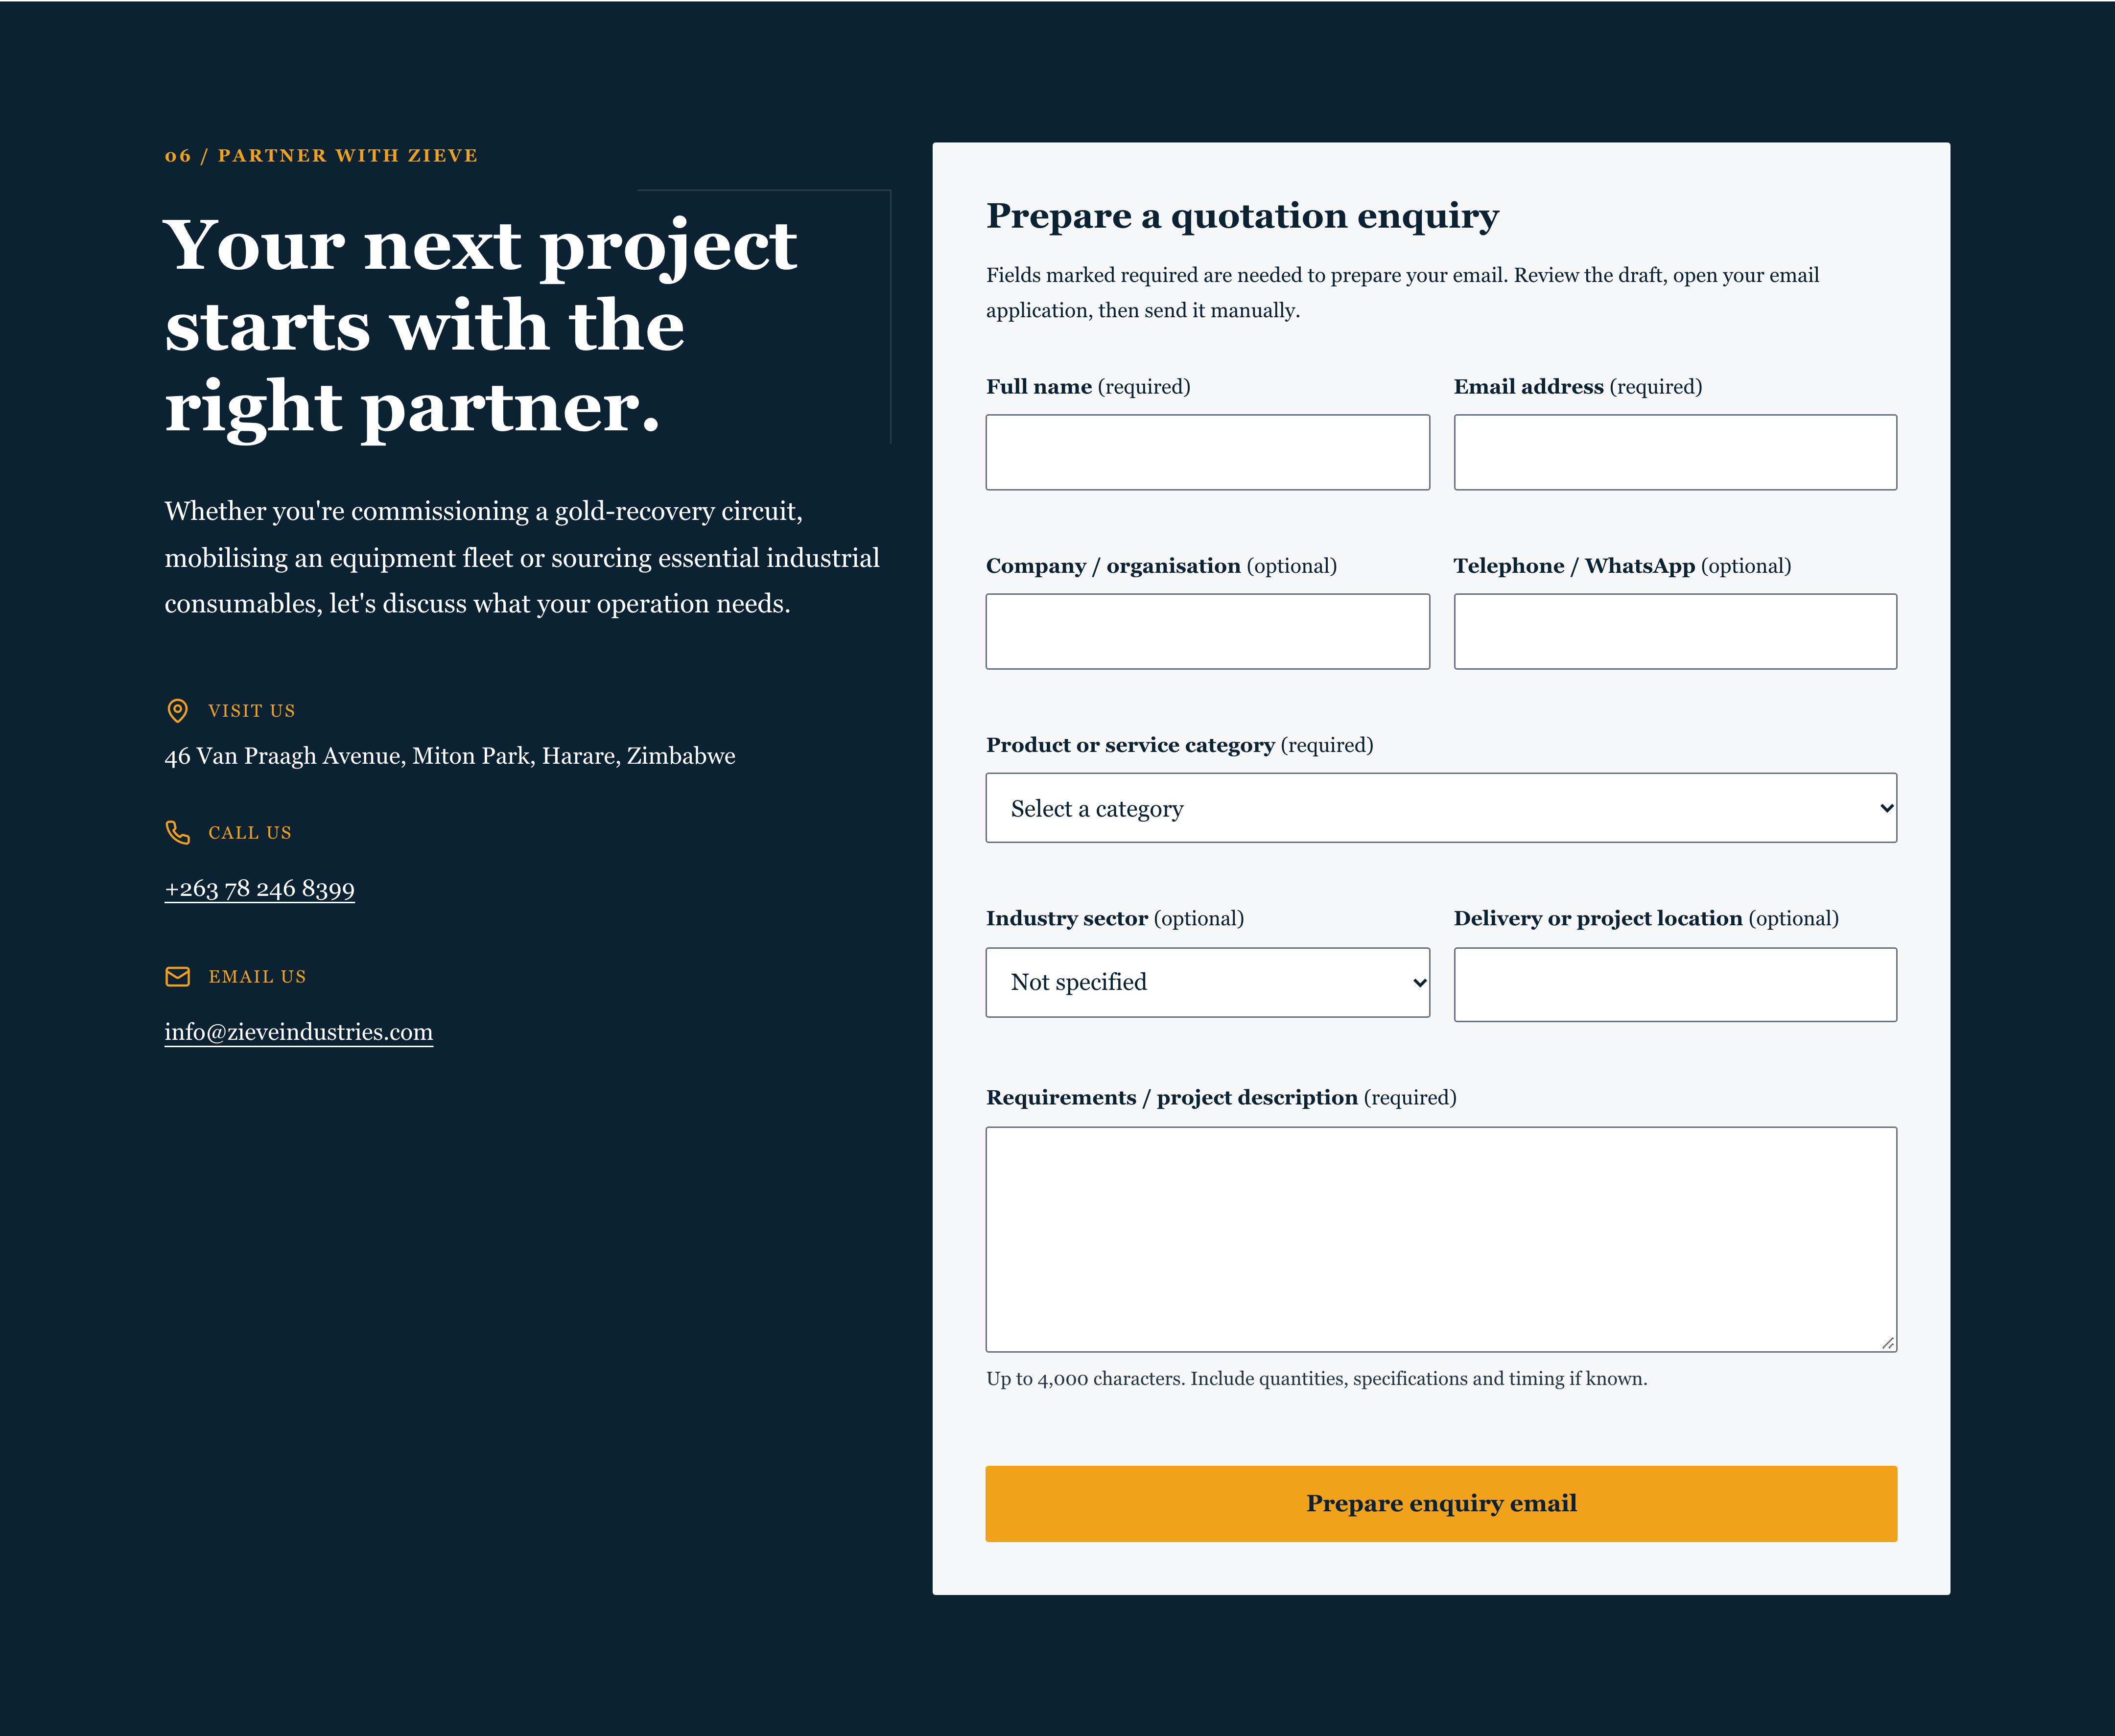 06 / PARTNER WITH ZIEVE
Your next project
starts with the
right partner.
Whether you're commissioning a gold-recovery circuit,
mobilising an equipment fleet or sourcing essential industrial
consumables, let's discuss what your operation needs.
VISIT US
46 Van Praagh Avenue, Miton Park, Harare, Zimbabwe
CALL US
+263 78 246 8399
EMAIL US
info@zieveindustries.com
Prepare a quotation enquiry
Fields marked required are needed to prepare your email. Review the draft, open your email
application, then send it manually.
Full name (required)
Email address (required)
Company / organisation (optional)
Telephone / WhatsApp (optional)
Product or service category (required)
Select a category
Industry sector (optional)
Delivery or project location (optional)
Not specified
Requirements / project description (required)
Up to 4,000 characters. Include quantities, specifications and timing if known.
Prepare enquiry email